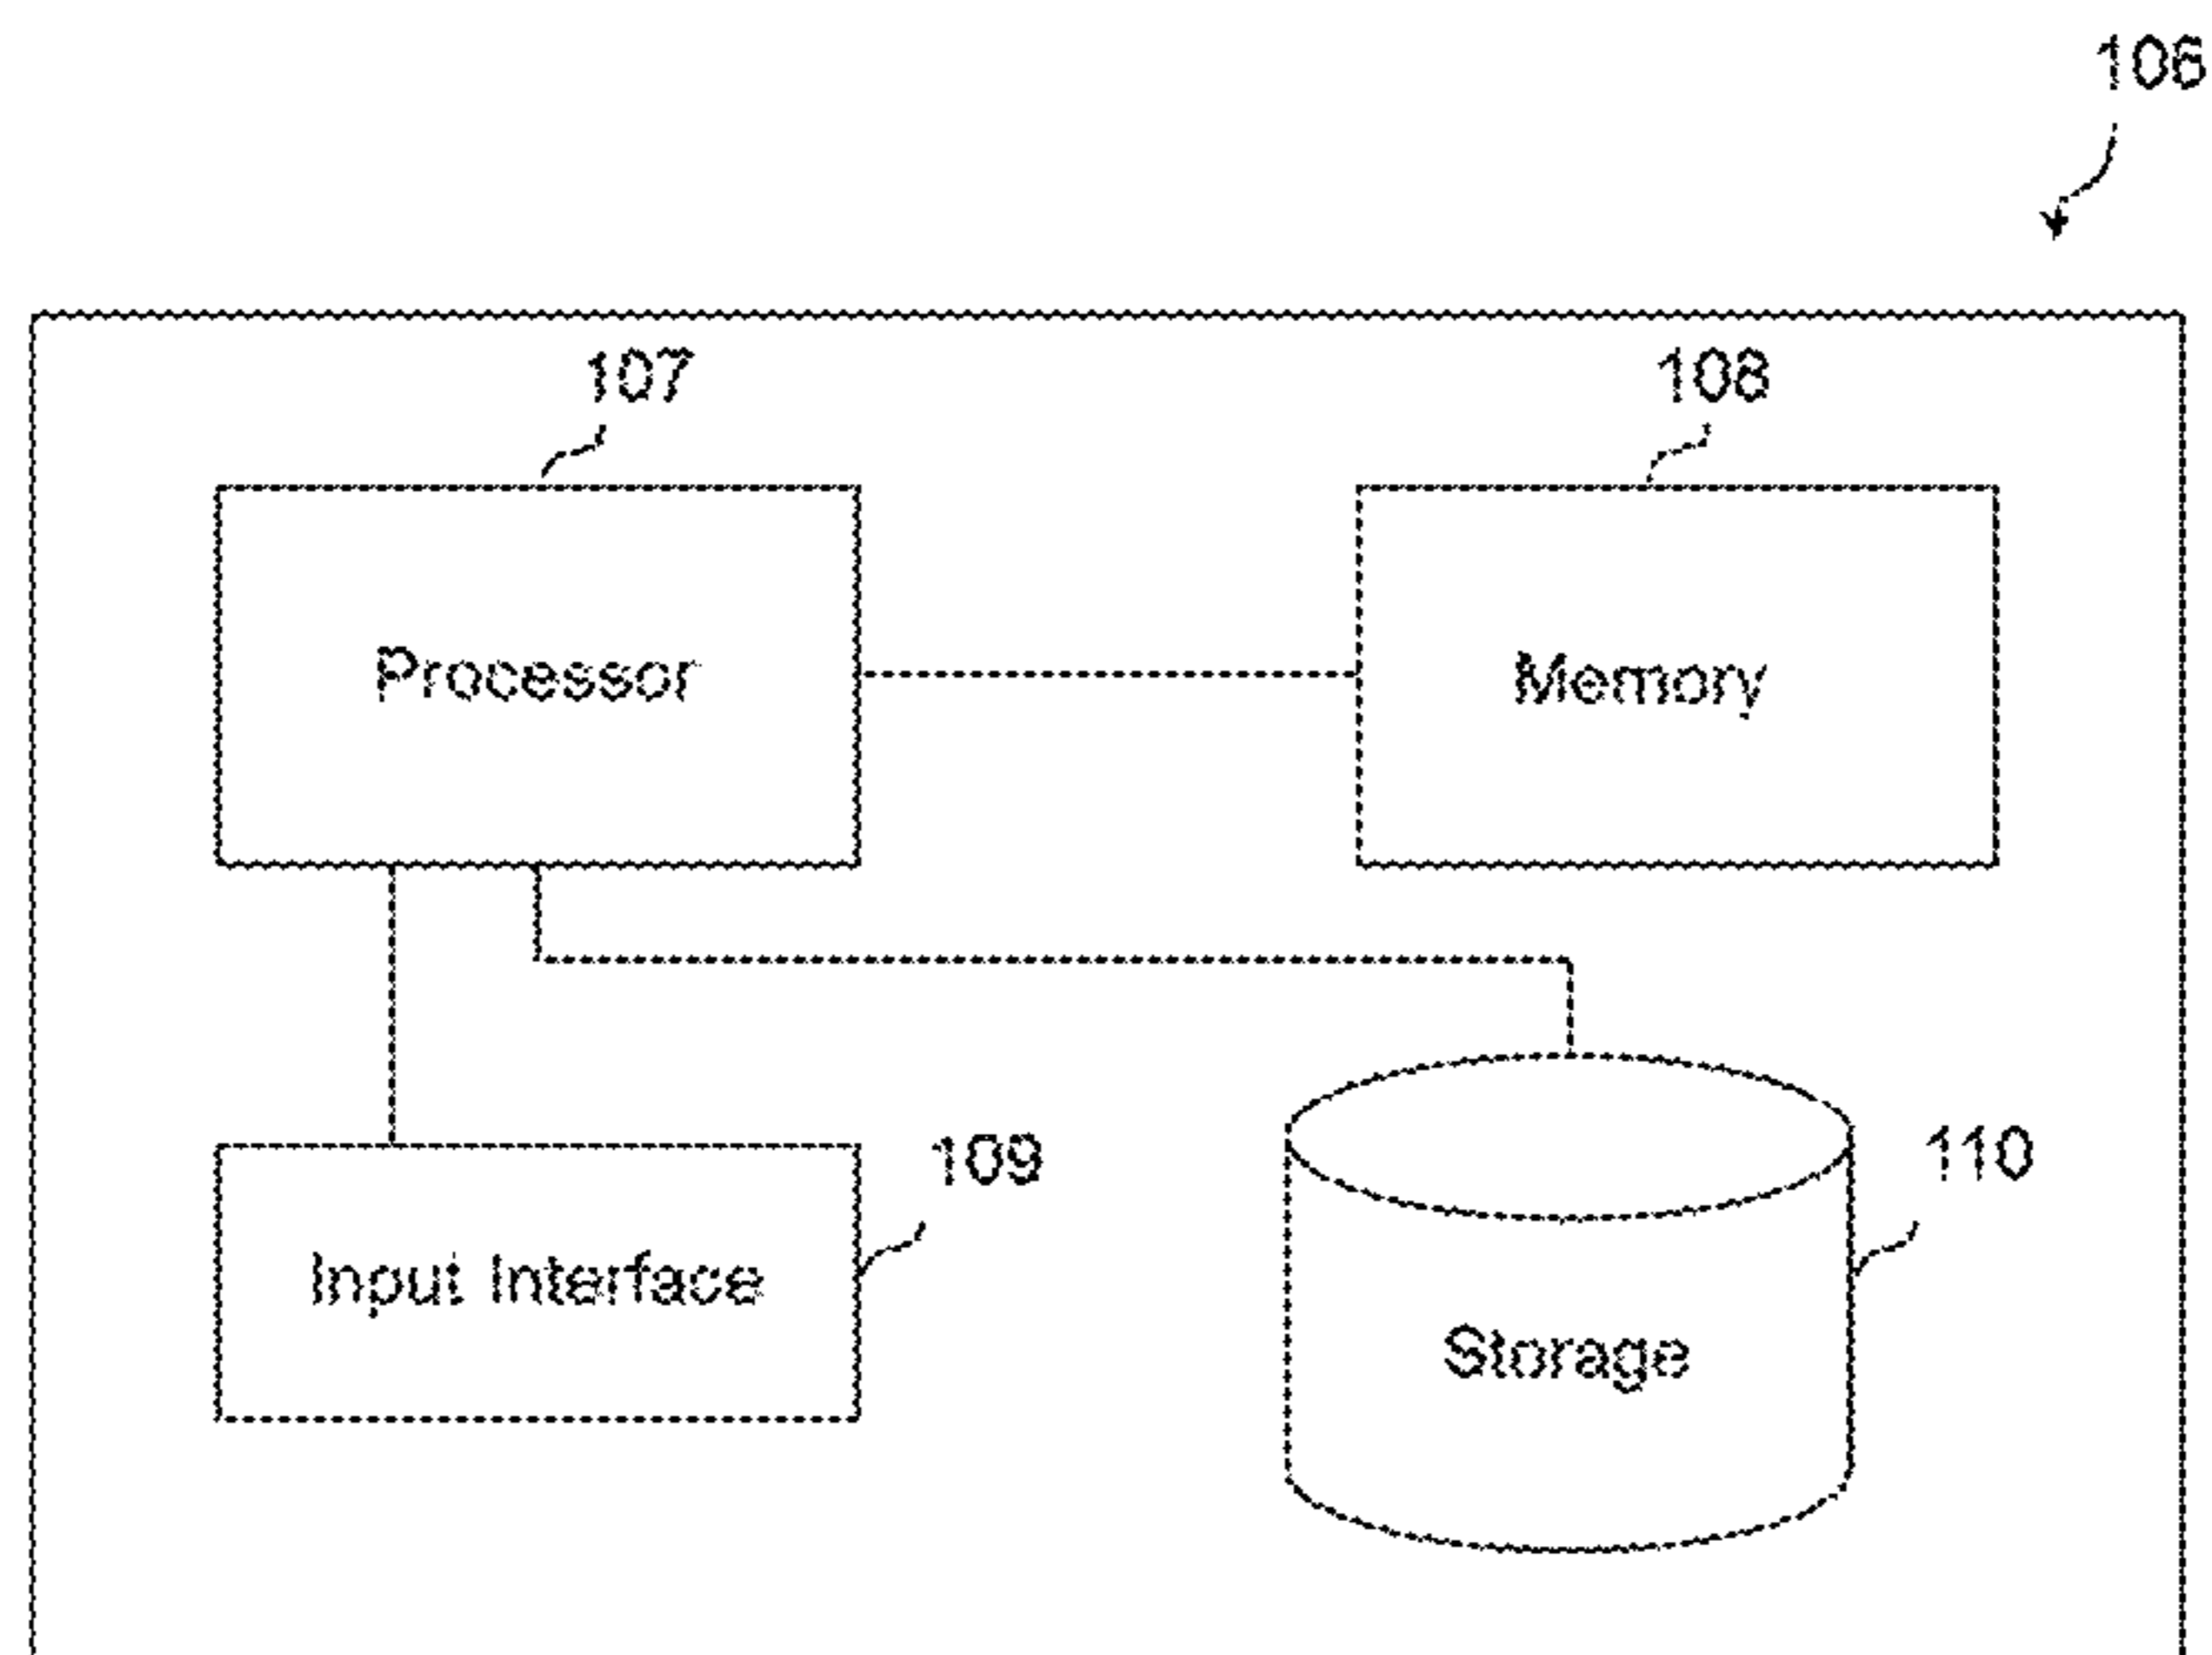 106
107
108
Processor
Memory
109
110
Input Interface
Storage